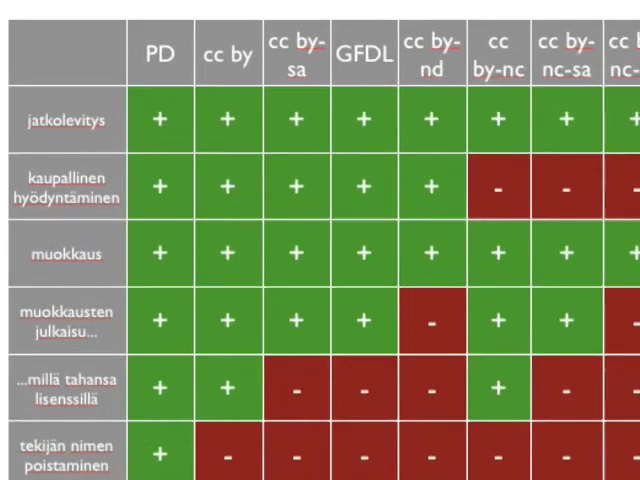 PD cc by cc by-sa GFDL cc by-nd cc by-nc cc by-nc-sa
jatkolevitys + + + + + + + +
kaupallinen hyödyntäminen + + + + + - - -
muokkaus + + + + + + + +
muokkausten julkaisu... + + + + - + + -
...millä tahansa lisenssillä + + - - - + - -
tekijän nimen poistaminen + - - - - - - -